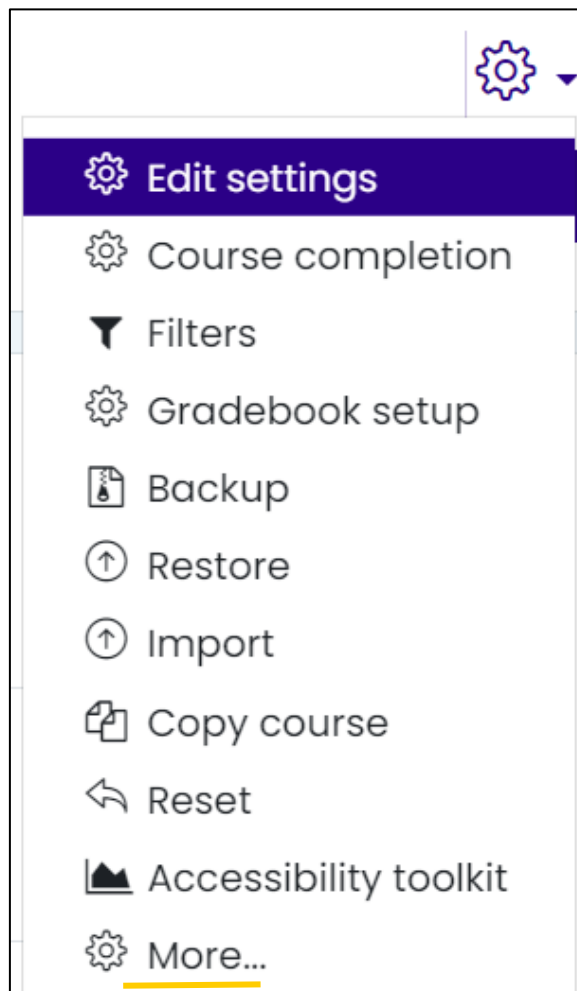 Edit settings
Course completion
Filters
Gradebook setup
Backup
Restore
Import
Copy course
Reset
Accessibility toolkit
More...